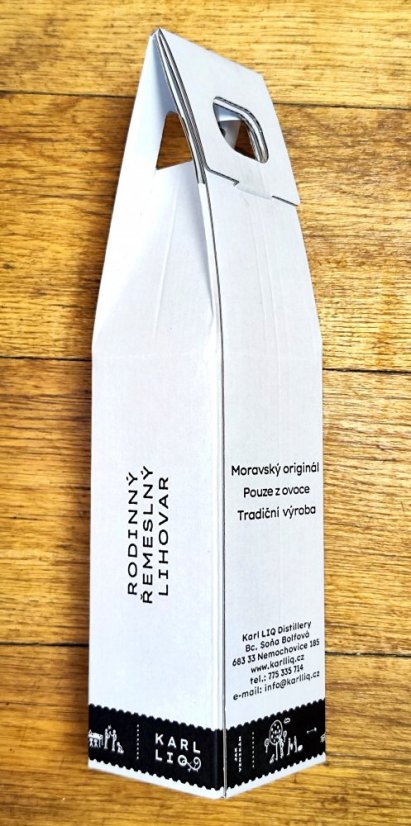 RODINNÝ
ŘEMESLNÝ
LIHOVAR
KARL
LIQ
Moravský originál
Pouze z ovoce
Tradiční výroba
Karl LIQ Distillery
Bc. Soňa Bolfová
683 33 Nemochovice 185
www.karlliq.cz
tel.: 775 335 714
e-mail: info@karlliq.cz